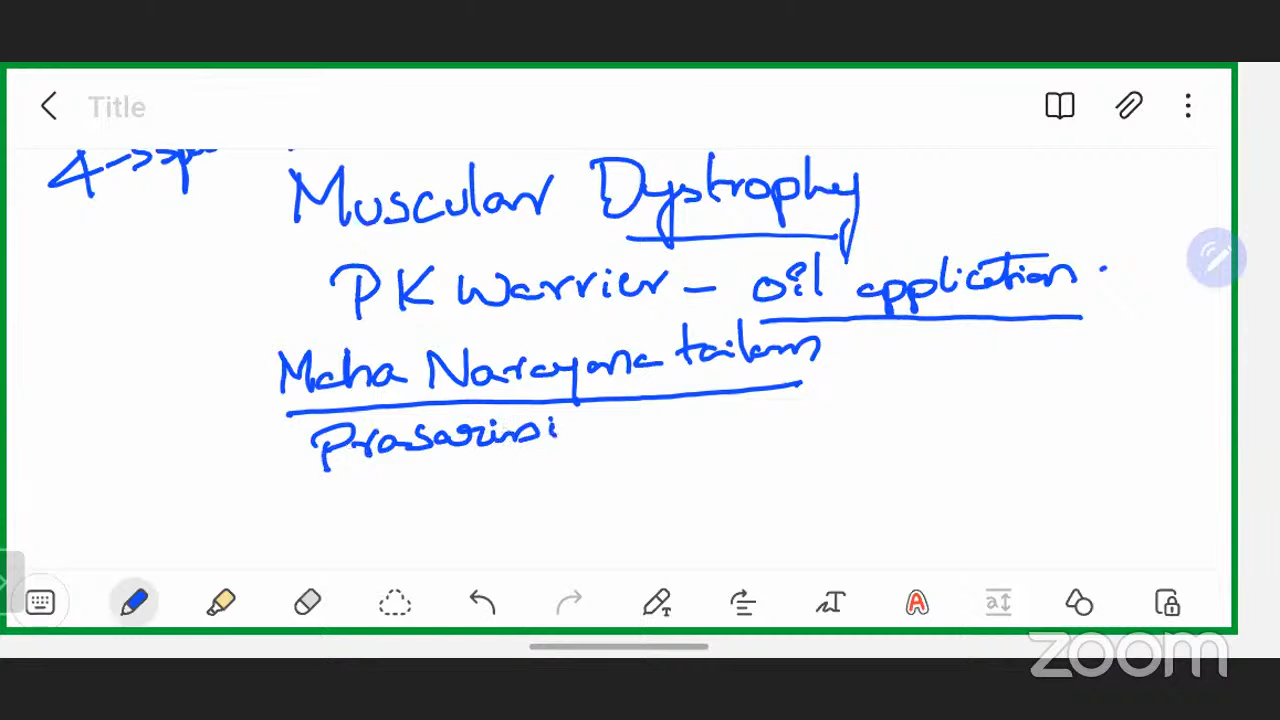 Title
Muscular Dystrophy
PK Warrier - oil application.
Maha Narayana tailam
Prasarini
zoom